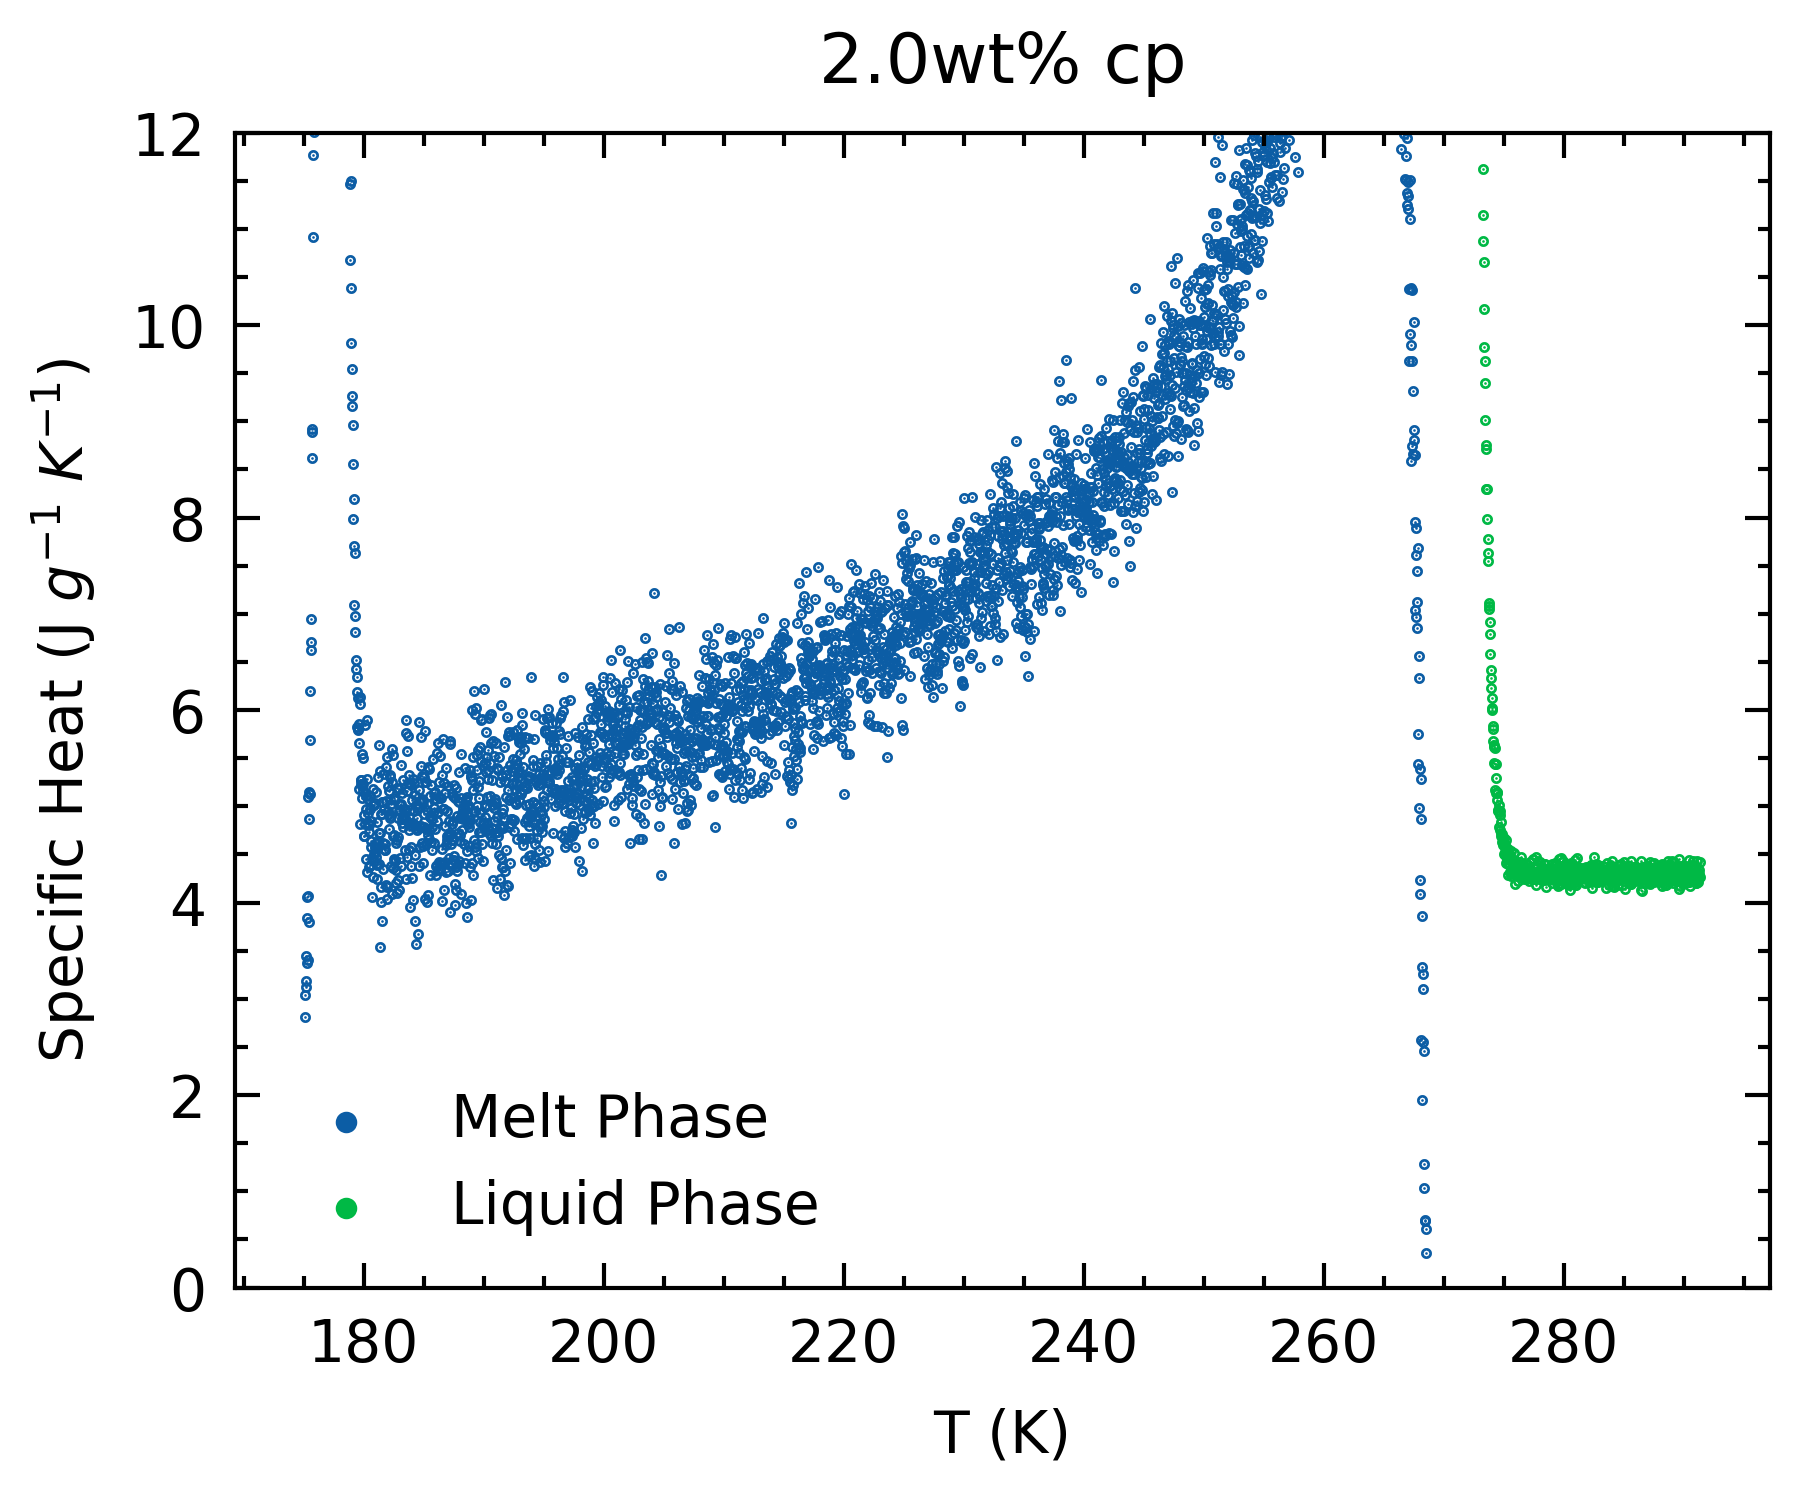 2.0wt% cp
Specific Heat (J g⁻¹ K⁻¹)
12
10
8
6
4
2
0
Melt Phase
Liquid Phase
180 200 220 240 260 280
T (K)